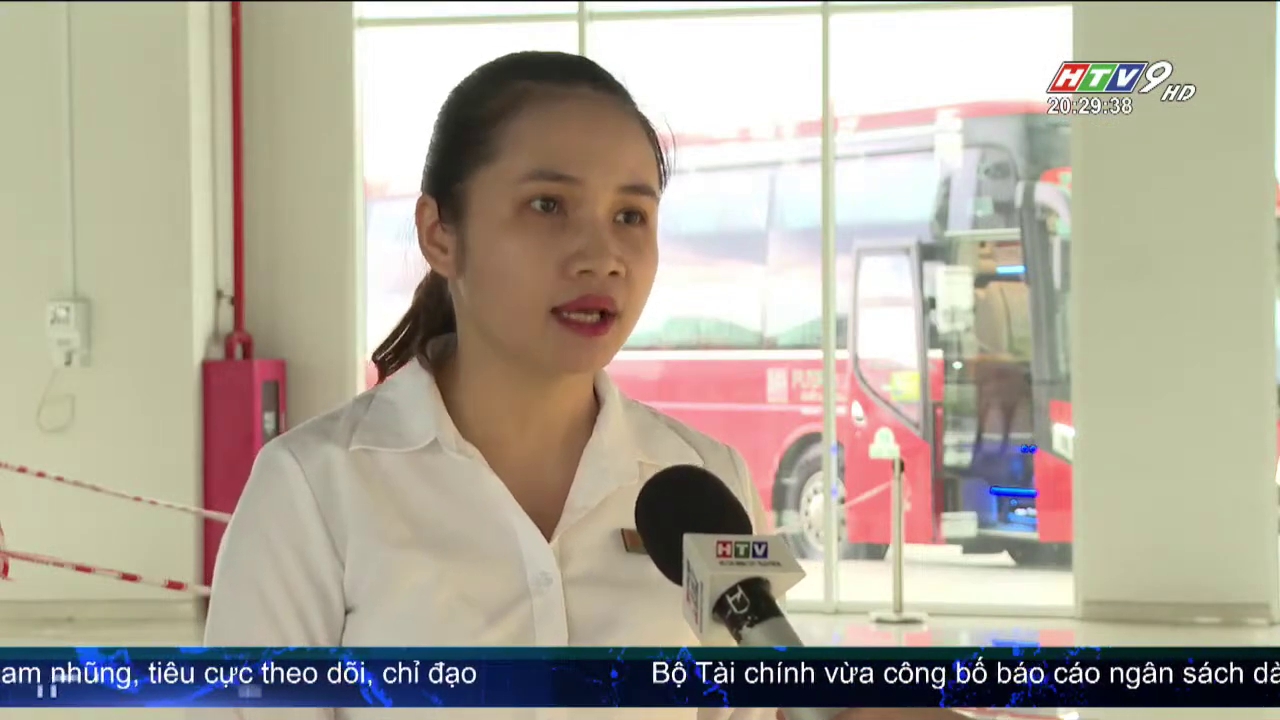 HTV9 HD
20:29:38
HTV
am nhũng, tiêu cực theo dõi, chỉ đạo Bộ Tài chính vừa công bố báo cáo ngân sách dà